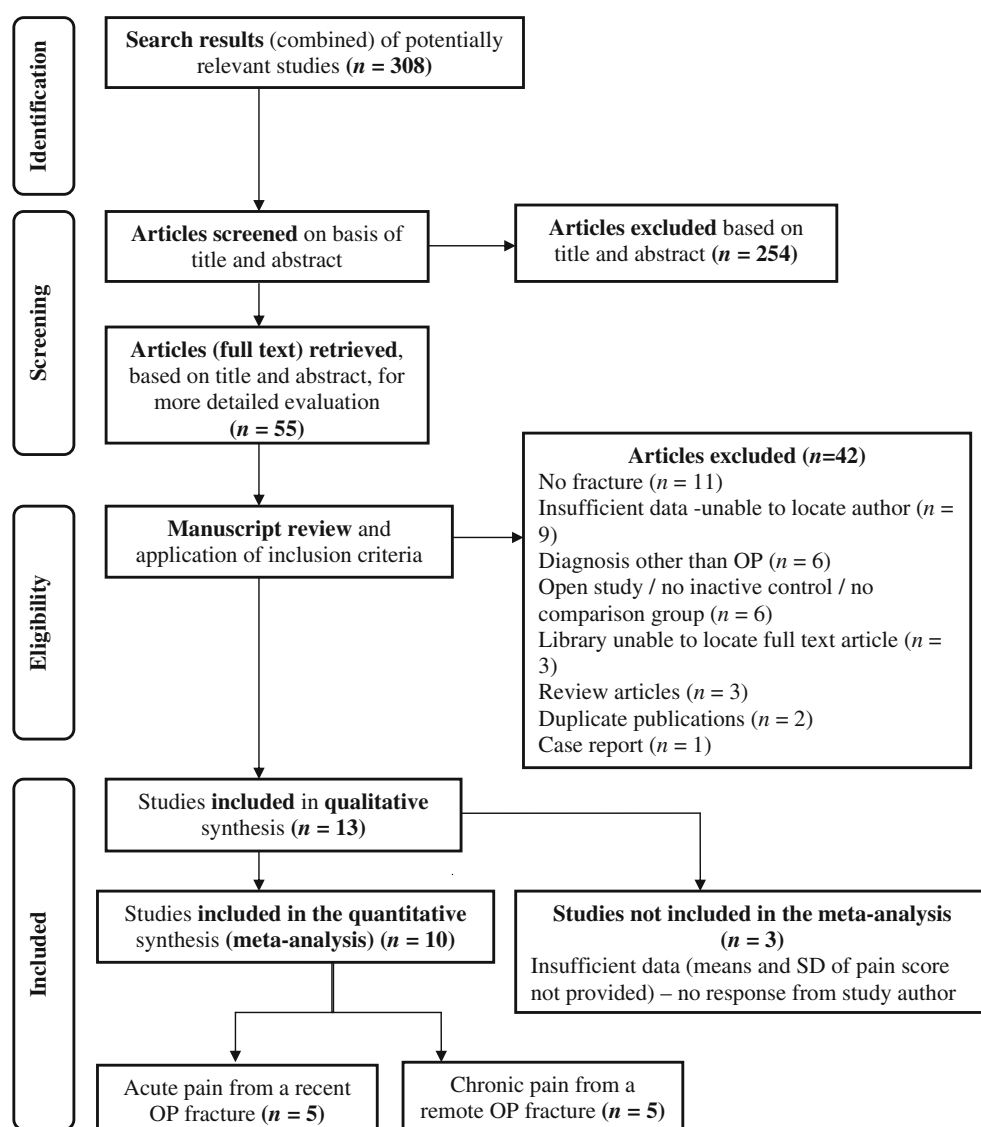 Identification
Search results (combined) of potentially
relevant studies (n = 308)
Screening
Articles screened on basis of
title and abstract
Articles excluded based on
title and abstract (n = 254)
Articles (full text) retrieved,
based on title and abstract, for
more detailed evaluation
(n = 55)
Eligibility
Manuscript review and
application of inclusion criteria
Articles excluded (n=42)
No fracture (n = 11)
Insufficient data -unable to locate author (n =
9)
Diagnosis other than OP (n = 6)
Open study / no inactive control / no
comparison group (n = 6)
Library unable to locate full text article (n =
3)
Review articles (n = 3)
Duplicate publications (n = 2)
Case report (n = 1)
Included
Studies included in qualitative
synthesis (n = 13)
Studies included in the quantitative
synthesis (meta-analysis) (n = 10)
Studies not included in the meta-analysis
(n = 3)
Insufficient data (means and SD of pain score
not provided) – no response from study author
Acute pain from a recent
OP fracture (n = 5)
Chronic pain from a
remote OP fracture (n = 5)